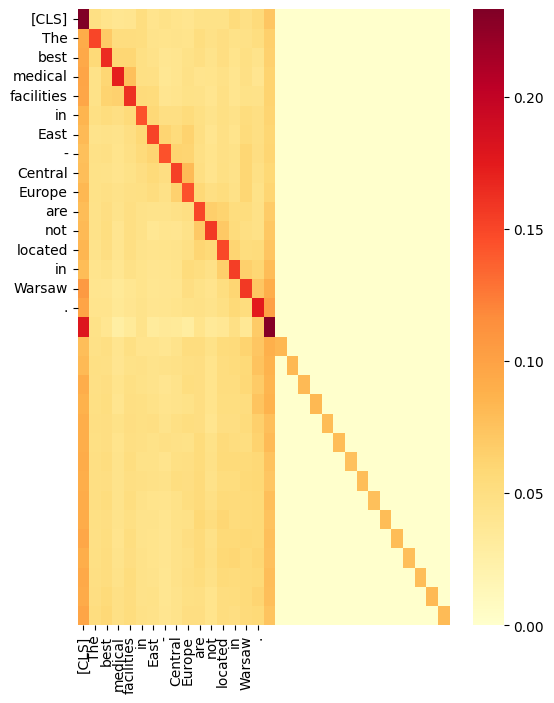 [CLS]
The
best
medical
facilities
in
East
-
Central
Europe
are
not
located
in
Warsaw
.
[CLS]
The
best
medical
facilities
in
East
-
Central
Europe
are
not
located
in
Warsaw
.
0.20
0.15
0.10
0.05
0.00